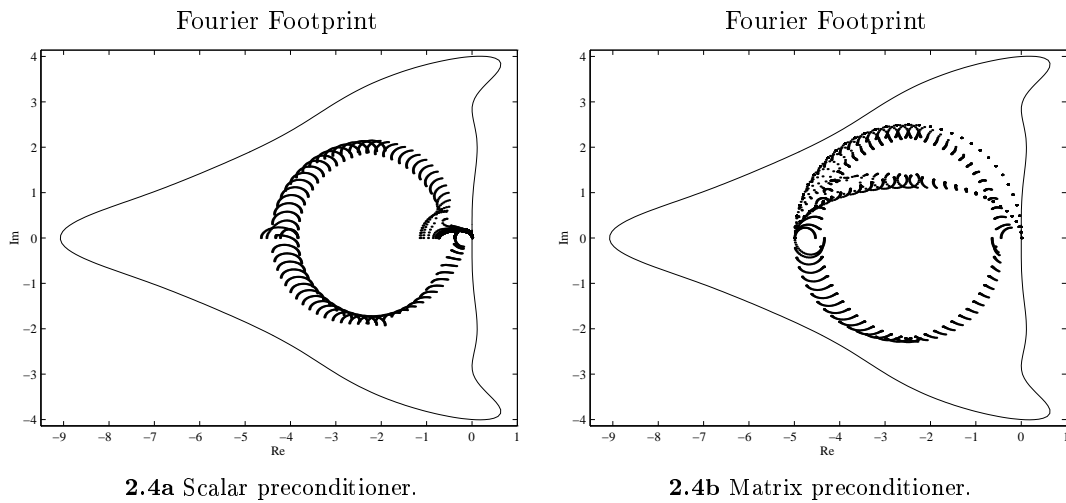 Fourier Footprint
4
3
2
1
0
−1
−2
−3
−4
Im
−9 −8 −7 −6 −5 −4 −3 −2 −1 0 1
Re
2.4a Scalar preconditioner.
Fourier Footprint
4
3
2
1
0
−1
−2
−3
−4
Im
−9 −8 −7 −6 −5 −4 −3 −2 −1 0 1
Re
2.4b Matrix preconditioner.